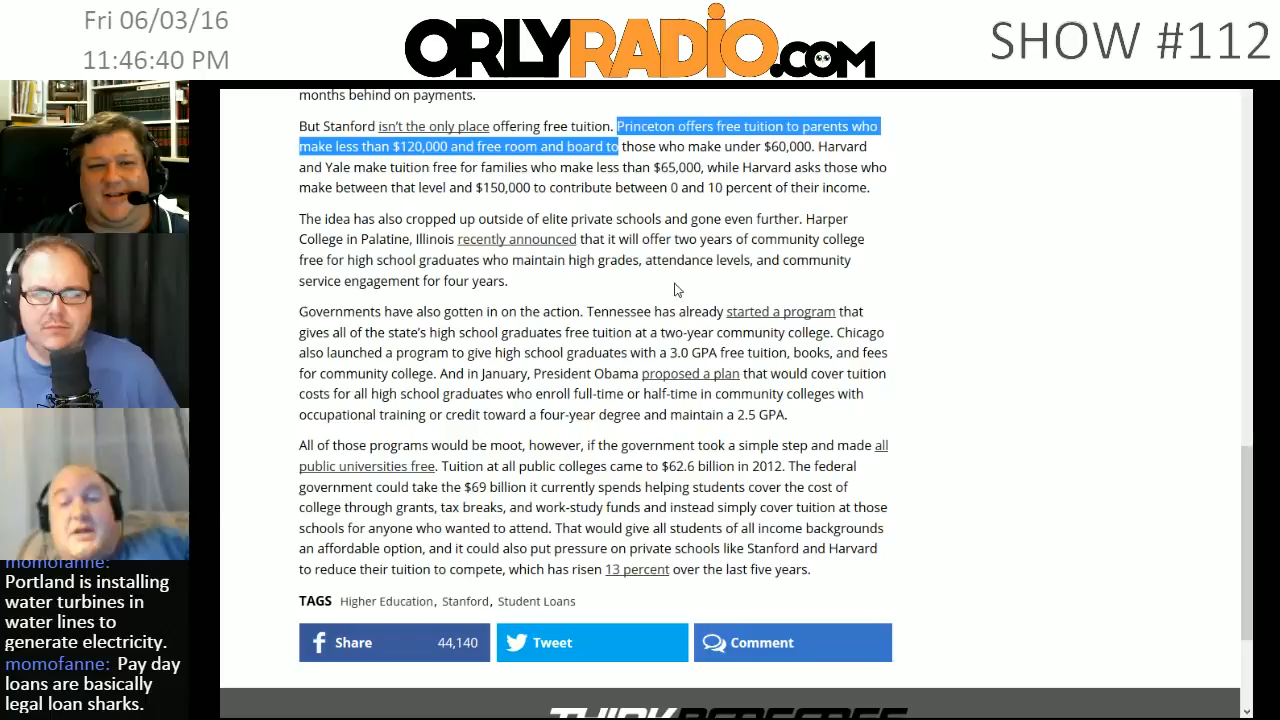 Fri 06/03/16
11:46:40 PM
ORLYRADIO.COM
SHOW #112
months behind on payments.
But Stanford isn't the only place offering free tuition. Princeton offers free tuition to parents who
make less than $120,000 and free room and board to those who make under $60,000. Harvard
and Yale make tuition free for families who make less than $65,000, while Harvard asks those who
make between that level and $150,000 to contribute between 0 and 10 percent of their income.
The idea has also cropped up outside of elite private schools and gone even further. Harper
College in Palatine, Illinois recently announced that it will offer two years of community college
free for high school graduates who maintain high grades, attendance levels, and community
service engagement for four years.
Governments have also gotten in on the action. Tennessee has already started a program that
gives all of the state's high school graduates free tuition at a two-year community college. Chicago
also launched a program to give high school graduates with a 3.0 GPA free tuition, books, and fees
for community college. And in January, President Obama proposed a plan that would cover tuition
costs for all high school graduates who enroll full-time or half-time in community colleges with
occupational training or credit toward a four-year degree and maintain a 2.5 GPA.
All of those programs would be moot, however, if the government took a simple step and made all
public universities free. Tuition at all public colleges came to $62.6 billion in 2012. The federal
government could take the $69 billion it currently spends helping students cover the cost of
college through grants, tax breaks, and work-study funds and instead simply cover tuition at those
schools for anyone who wanted to attend. That would give all students of all income backgrounds
an affordable option, and it could also put pressure on private schools like Stanford and Harvard
to reduce their tuition to compete, which has risen 13 percent over the last five years.
TAGS Higher Education, Stanford, Student Loans
Share 44,140 Tweet Comment
momofanne:
Portland is installing
water turbines in
water lines to
generate electricity.
momofanne: Pay day
loans are basically
legal loan sharks.